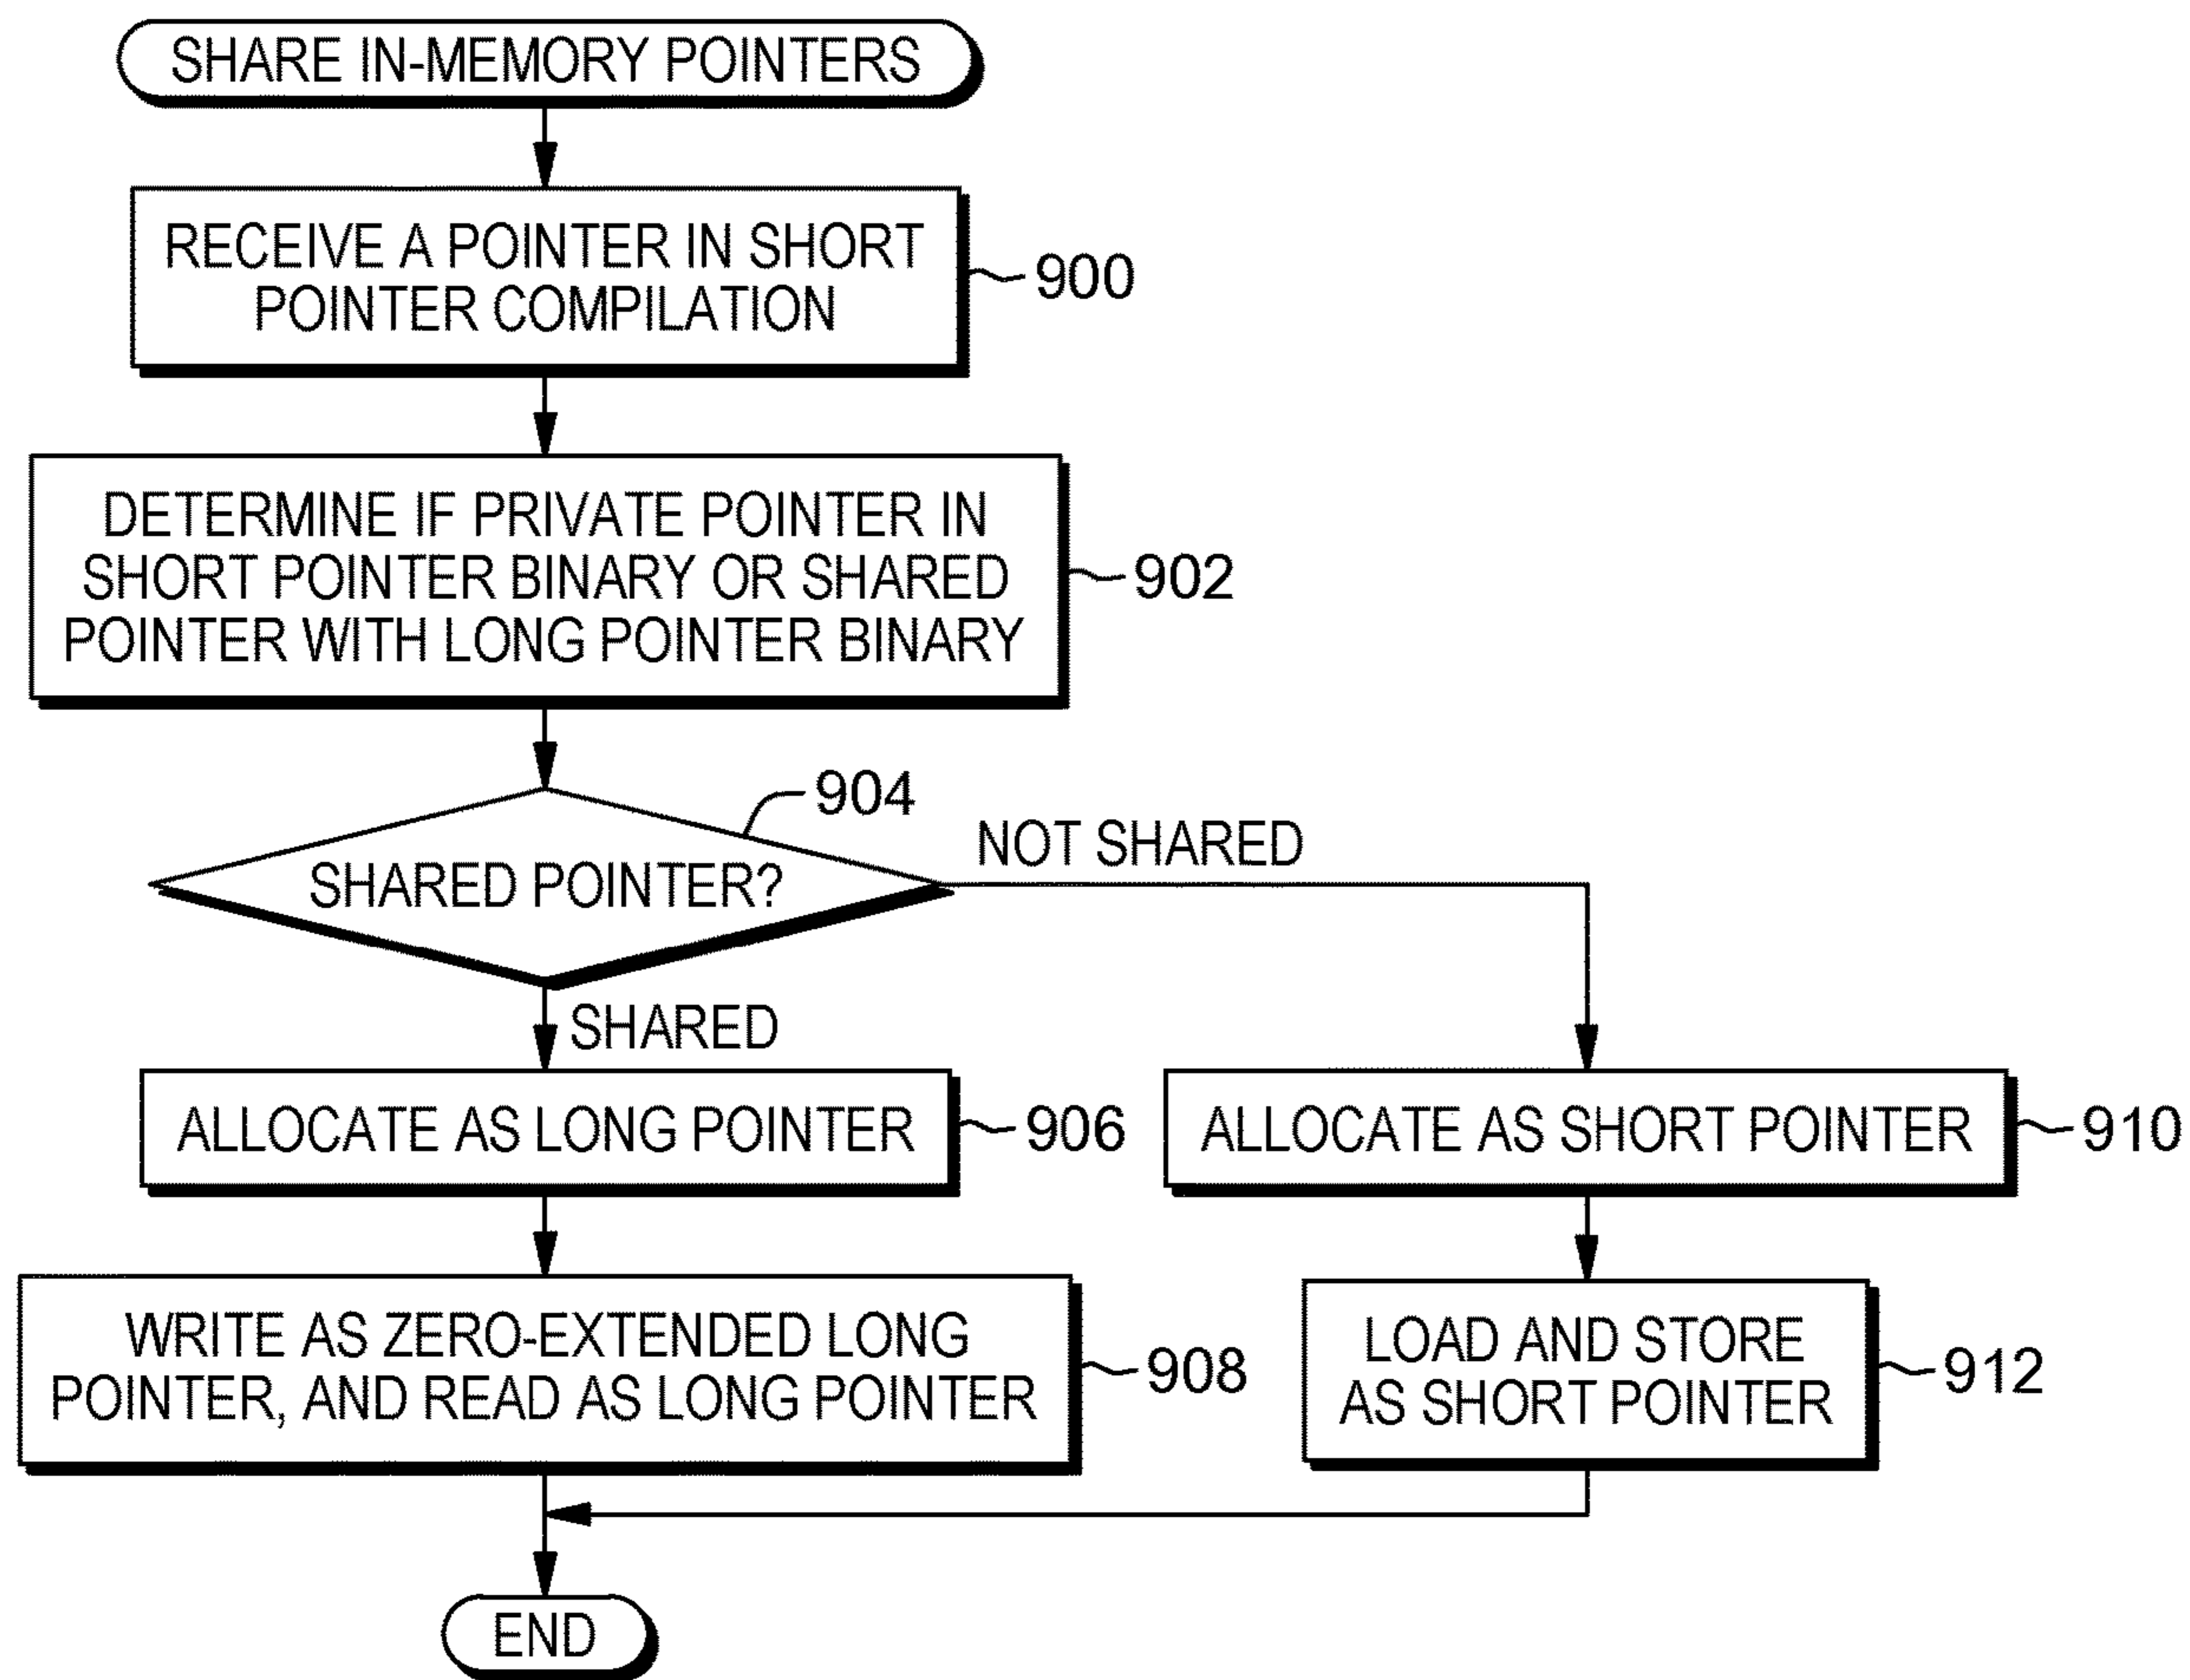 SHARE IN-MEMORY POINTERS
RECEIVE A POINTER IN SHORT
POINTER COMPILATION
900
DETERMINE IF PRIVATE POINTER IN
SHORT POINTER BINARY OR SHARED
POINTER WITH LONG POINTER BINARY
902
904
SHARED POINTER?
NOT SHARED
SHARED
ALLOCATE AS LONG POINTER
906
ALLOCATE AS SHORT POINTER
910
WRITE AS ZERO-EXTENDED LONG
POINTER, AND READ AS LONG POINTER
908
LOAD AND STORE
AS SHORT POINTER
912
END